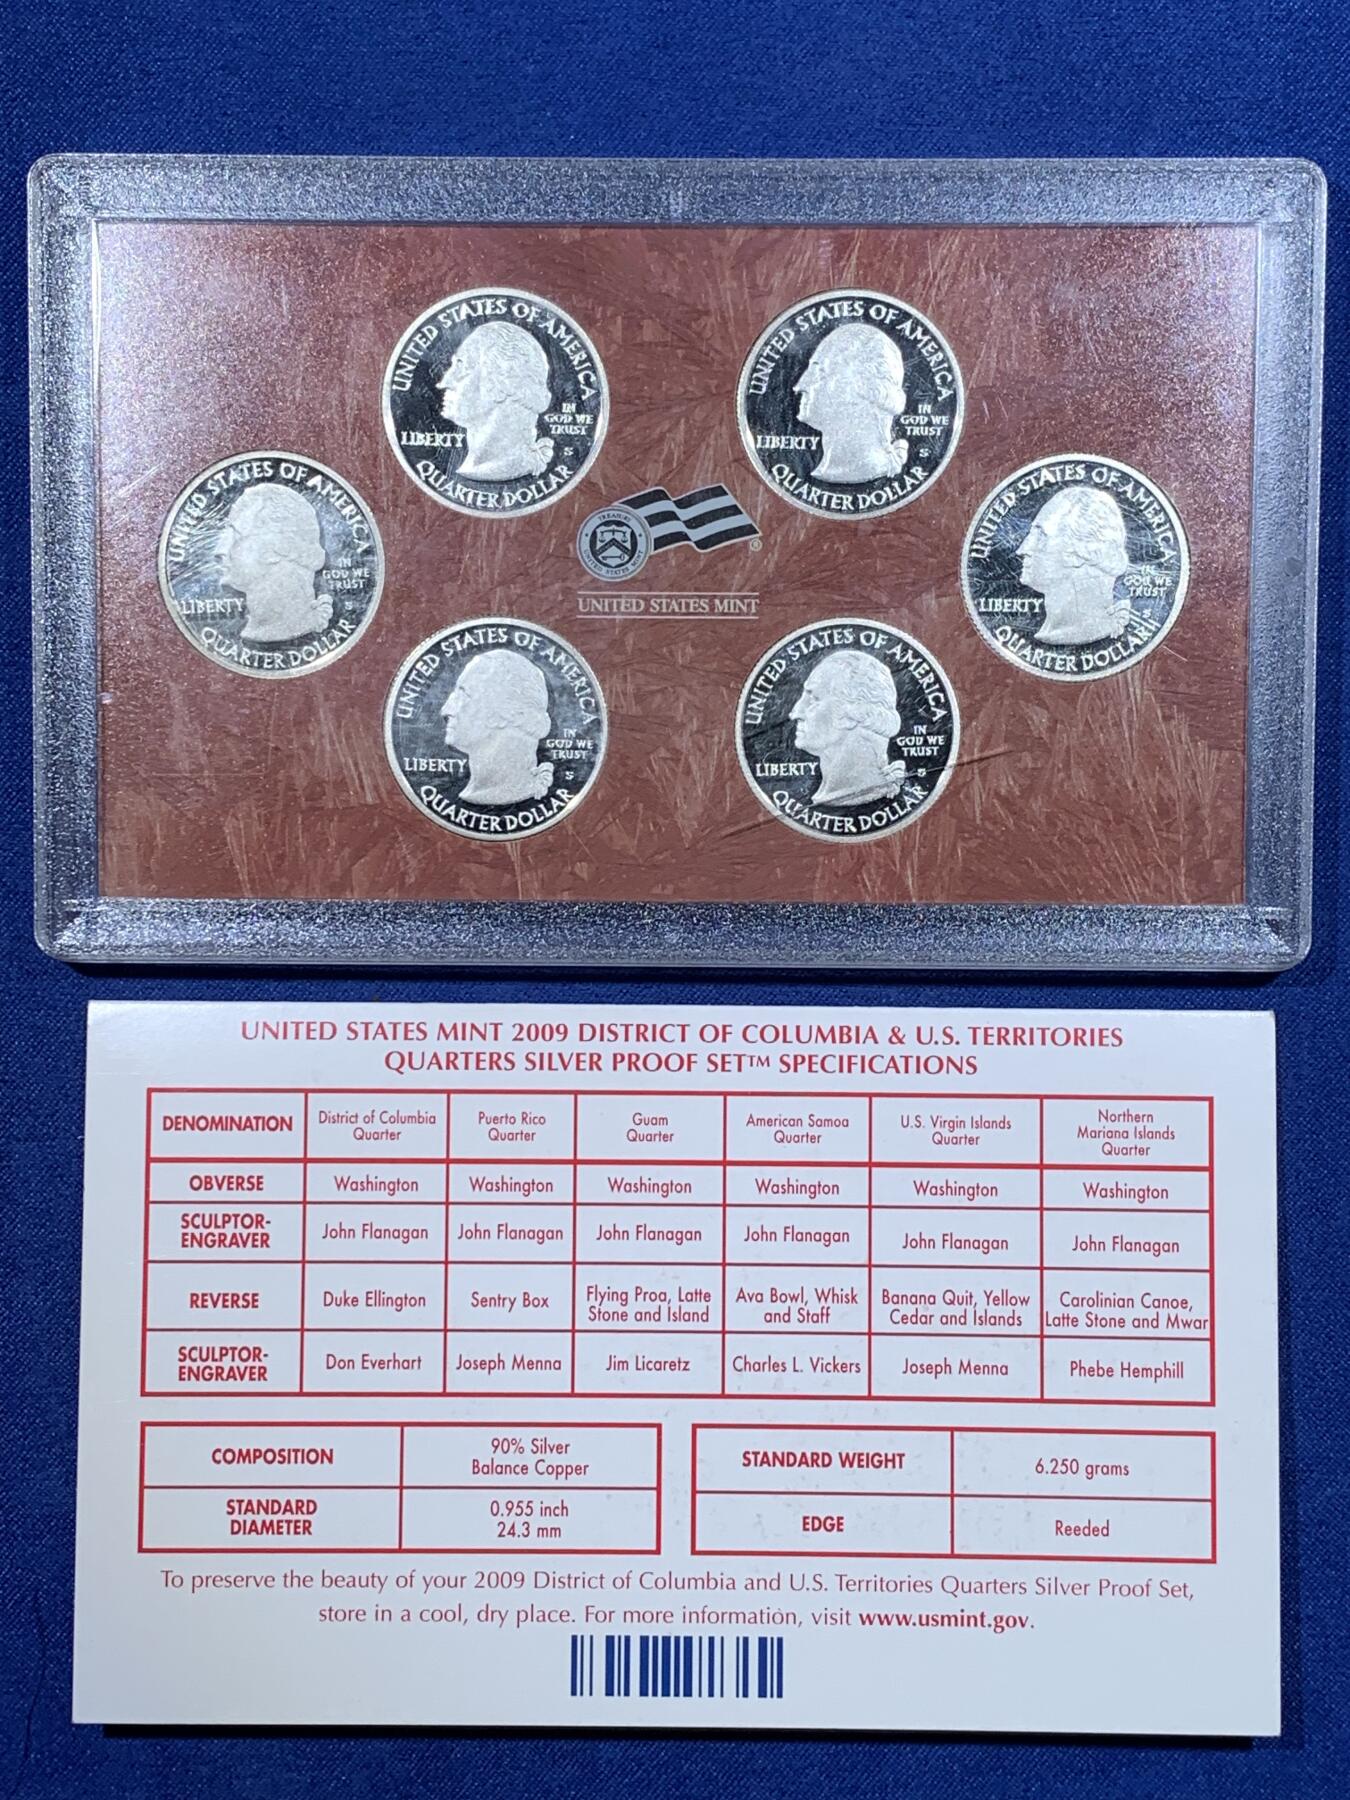 UNITED STATES OF AMERICA
LIBERTY
IN
GOD WE
TRUST
S
QUARTER DOLLAR
UNITED STATES OF AMERICA
LIBERTY
IN
GOD WE
TRUST
S
QUARTER DOLLAR
UNITED STATES OF AMERICA
LIBERTY
IN
GOD WE
TRUST
S
QUARTER DOLLAR
TREASURY
UNITED STATES MINT
®
UNITED STATES MINT
UNITED STATES OF AMERICA
LIBERTY
IN
GOD WE
TRUST
S
QUARTER DOLLAR
UNITED STATES OF AMERICA
LIBERTY
IN
GOD WE
TRUST
S
QUARTER DOLLAR
UNITED STATES OF AMERICA
LIBERTY
IN
GOD WE
TRUST
S
QUARTER DOLLAR
UNITED STATES MINT 2009 DISTRICT OF COLUMBIA & U.S. TERRITORIES
QUARTERS SILVER PROOF SET™ SPECIFICATIONS
DENOMINATION District of Columbia Quarter Puerto Rico Quarter Guam Quarter American Samoa Quarter U.S. Virgin Islands Quarter Northern Mariana Islands Quarter
OBVERSE Washington Washington Washington Washington Washington Washington
SCULPTOR-ENGRAVER John Flanagan John Flanagan John Flanagan John Flanagan John Flanagan John Flanagan
REVERSE Duke Ellington Sentry Box Flying Proa, Latte Stone and Island Ava Bowl, Whisk and Staff Banana Quit, Yellow Cedar and Islands Carolinian Canoe, Latte Stone and Mwar
SCULPTOR-ENGRAVER Don Everhart Joseph Menna Jim Licaretz Charles L. Vickers Joseph Menna Phebe Hemphill
COMPOSITION 90% Silver Balance Copper
STANDARD DIAMETER 0.955 inch 24.3 mm
STANDARD WEIGHT 6.250 grams
EDGE Reeded
To preserve the beauty of your 2009 District of Columbia and U.S. Territories Quarters Silver Proof Set,
store in a cool, dry place. For more information, visit www.usmint.gov.